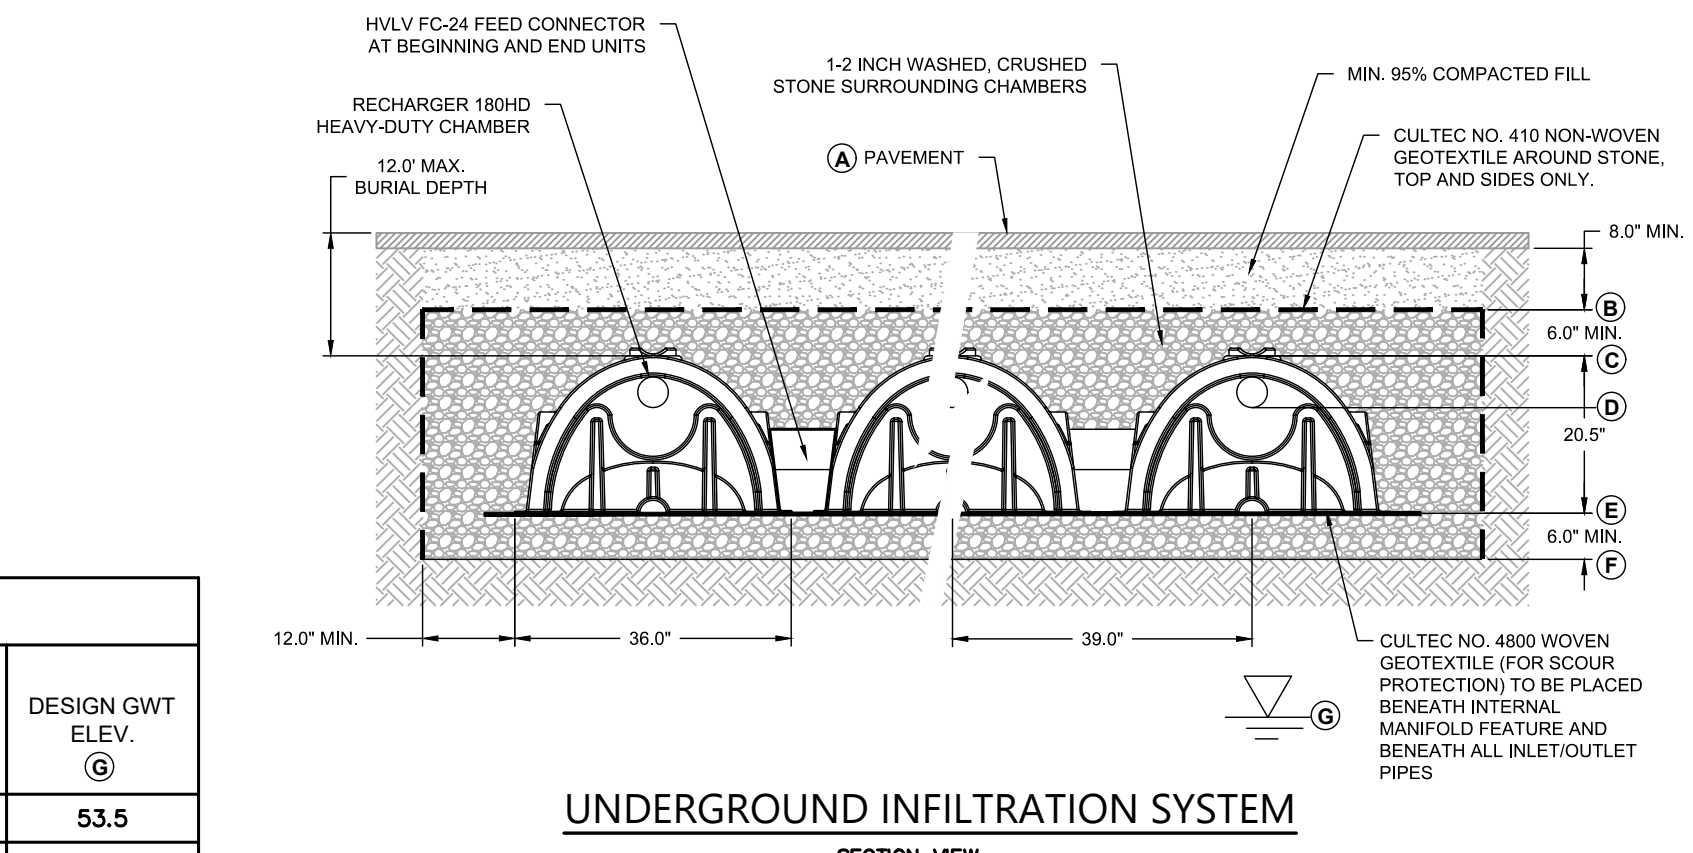 HVLV FC-24 FEED CONNECTOR
AT BEGINNING AND END UNITS
1-2 INCH WASHED, CRUSHED
STONE SURROUNDING CHAMBERS
MIN. 95% COMPACTED FILL
RECHARGER 180HD
HEAVY-DUTY CHAMBER
CULTEC NO. 410 NON-WOVEN
GEOTEXTILE AROUND STONE,
TOP AND SIDES ONLY.
A PAVEMENT
12.0' MAX.
BURIAL DEPTH
8.0" MIN.
B
6.0" MIN.
C
D
20.5"
E
6.0" MIN.
F
12.0" MIN.
36.0"
39.0"
CULTEC NO. 4800 WOVEN
GEOTEXTILE (FOR SCOUR
PROTECTION) TO BE PLACED
BENEATH INTERNAL
MANIFOLD FEATURE AND
BENEATH ALL INLET/OUTLET
PIPES
G
DESIGN GWT
ELEV.
G
53.5
UNDERGROUND INFILTRATION SYSTEM
SECTION VIEW